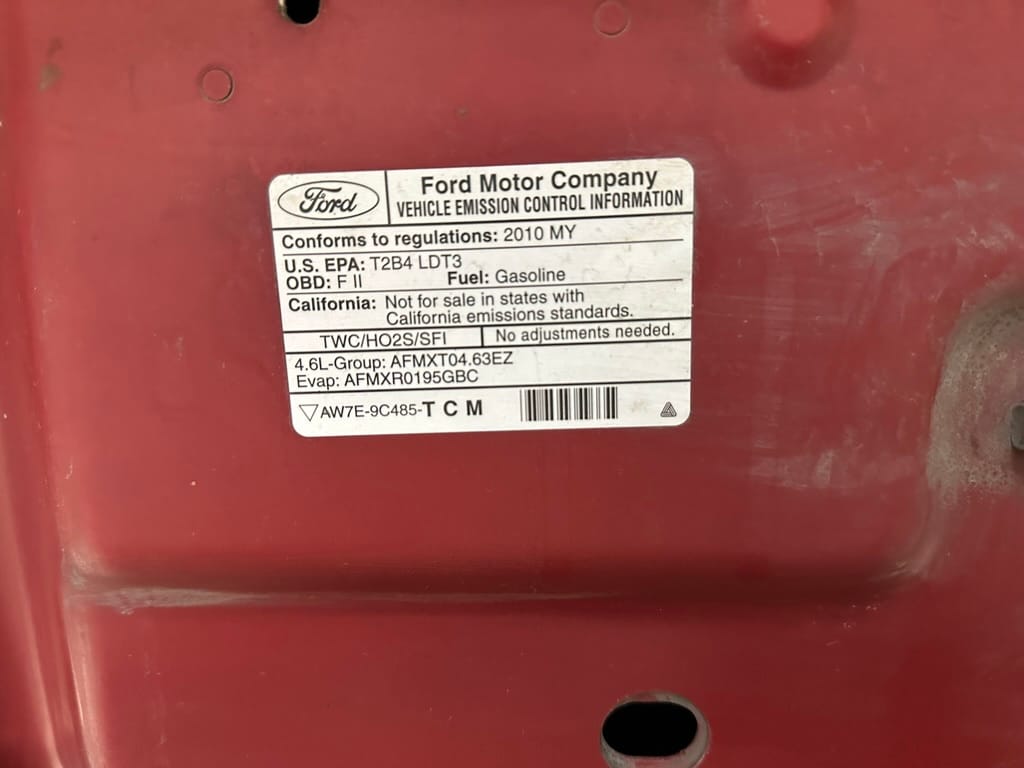 Ford
Ford Motor Company
VEHICLE EMISSION CONTROL INFORMATION
Conforms to regulations: 2010 MY
U.S. EPA: T2B4 LDT3
OBD: F II Fuel: Gasoline
California: Not for sale in states with
California emissions standards.
TWC/HO2S/SFI No adjustments needed.
4.6L-Group: AFMXT04.63EZ
Evap: AFMXR0195GBC
AW7E-9C485-T C M